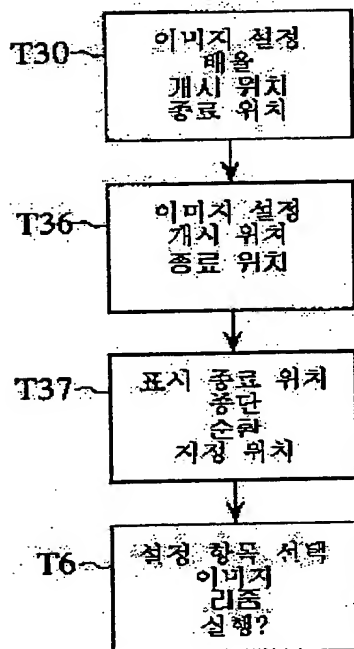 T30
이미지 설정
배율
개시 위치
종료 위치
T36
이미지 설정
개시 위치
종료 위치
T37
표시 종료 위치
종단
순환
지정 위치
T6
설정 항목 선택
이미지
리줌
실행?